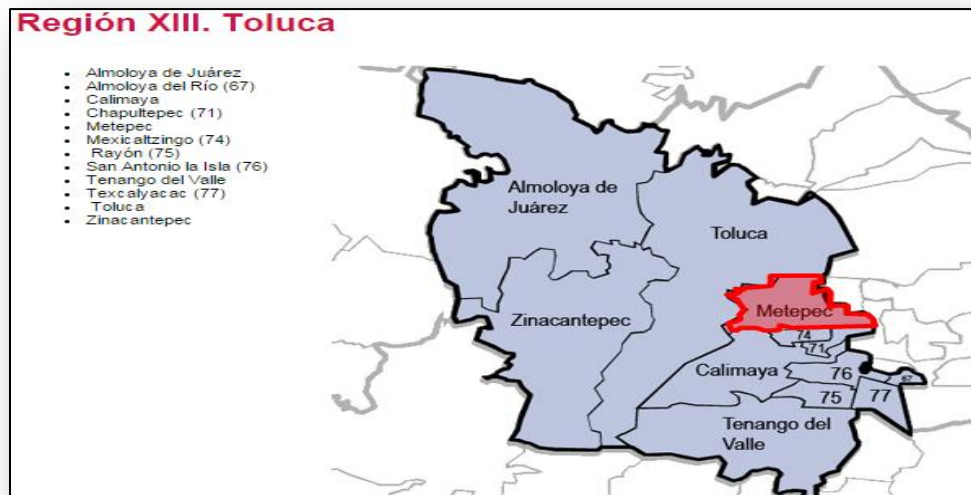 Región XIII. Toluca
• Almoloya de Juárez
• Almoloya del Río (67)
• Calimaya
• Chapultepec (71)
• Metepec
• Mexicaltzingo (74)
• Rayón (75)
• San Antonio la Isla (76)
• Tenango del Valle
• Texcalyacac (77)
• Toluca
• Zinacantepec
Almoloya de
Juárez
Toluca
Metepec
Zinacantepec
74
71
Calimaya
76
67
75
77
Tenango del
Valle